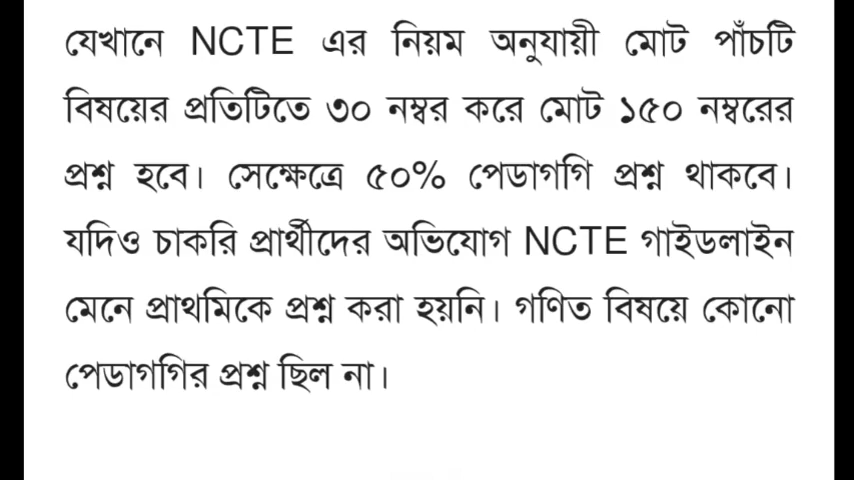 যেখানে NCTE এর নিয়ম অনুযায়ী মোট পাঁচটি
বিষয়ের প্রতিটিতে ৩০ নম্বর করে মোট ১৫০ নম্বরের
প্রশ্ন হবে। সেক্ষেত্রে ৫০% পেডাগগি প্রশ্ন থাকবে।
যদিও চাকরি প্রার্থীদের অভিযোগ NCTE গাইডলাইন
মেনে প্রাথমিকে প্রশ্ন করা হয়নি। গণিত বিষয়ে কোনো
পেডাগগির প্রশ্ন ছিল না।